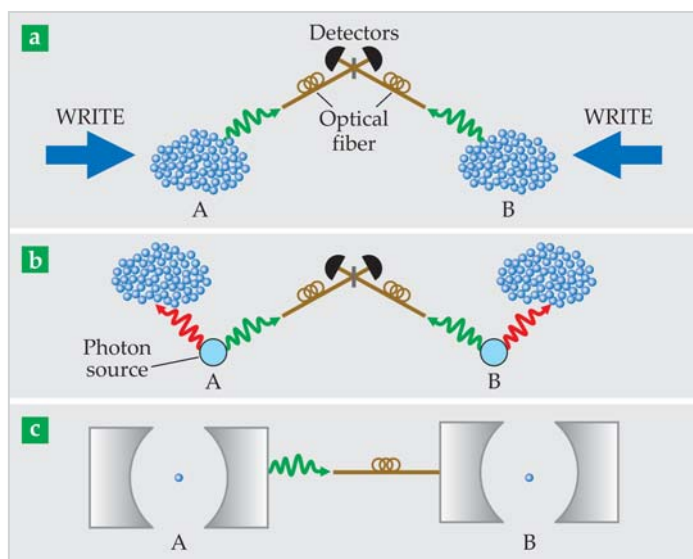 a
Detectors
WRITE
Optical
fiber
WRITE
A
B
b
Photon
source
A
B
c
A
B